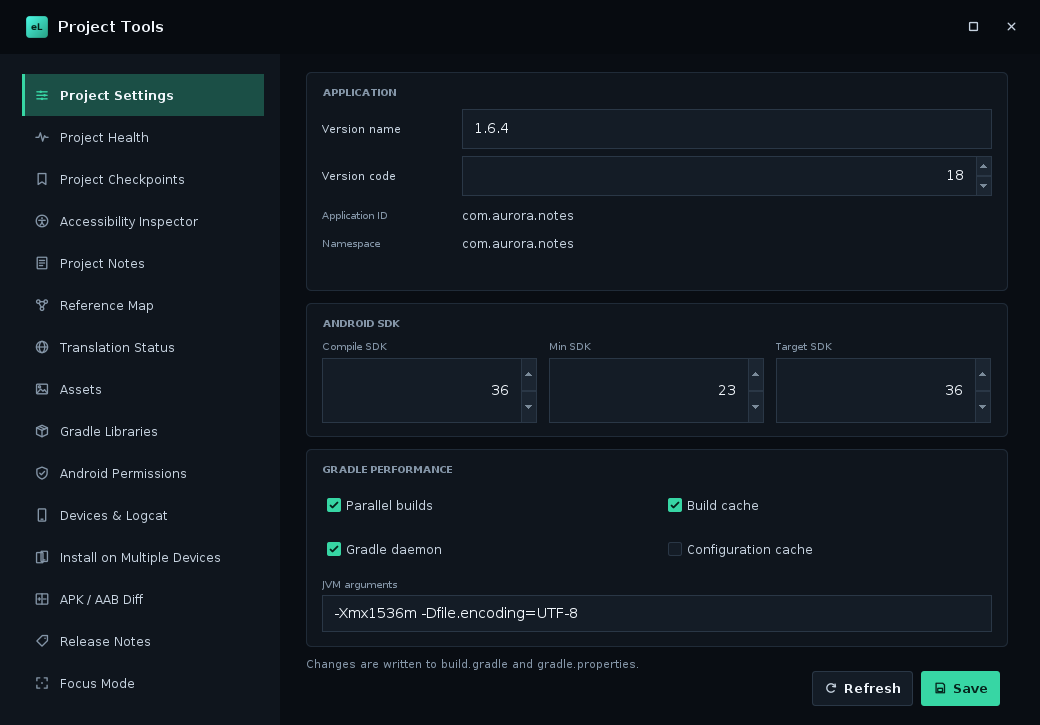 eL Project Tools
Project Settings
Project Health
Project Checkpoints
Accessibility Inspector
Project Notes
Reference Map
Translation Status
Assets
Gradle Libraries
Android Permissions
Devices & Logcat
Install on Multiple Devices
APK / AAB Diff
Release Notes
Focus Mode
APPLICATION
Version name 1.6.4
Version code 18
Application ID com.aurora.notes
Namespace com.aurora.notes
ANDROID SDK
Compile SDK Min SDK Target SDK
36 23 36
GRADLE PERFORMANCE
Parallel builds Build cache
Gradle daemon Configuration cache
JVM arguments
-Xmx1536m -Dfile.encoding=UTF-8
Changes are written to build.gradle and gradle.properties.
Refresh Save